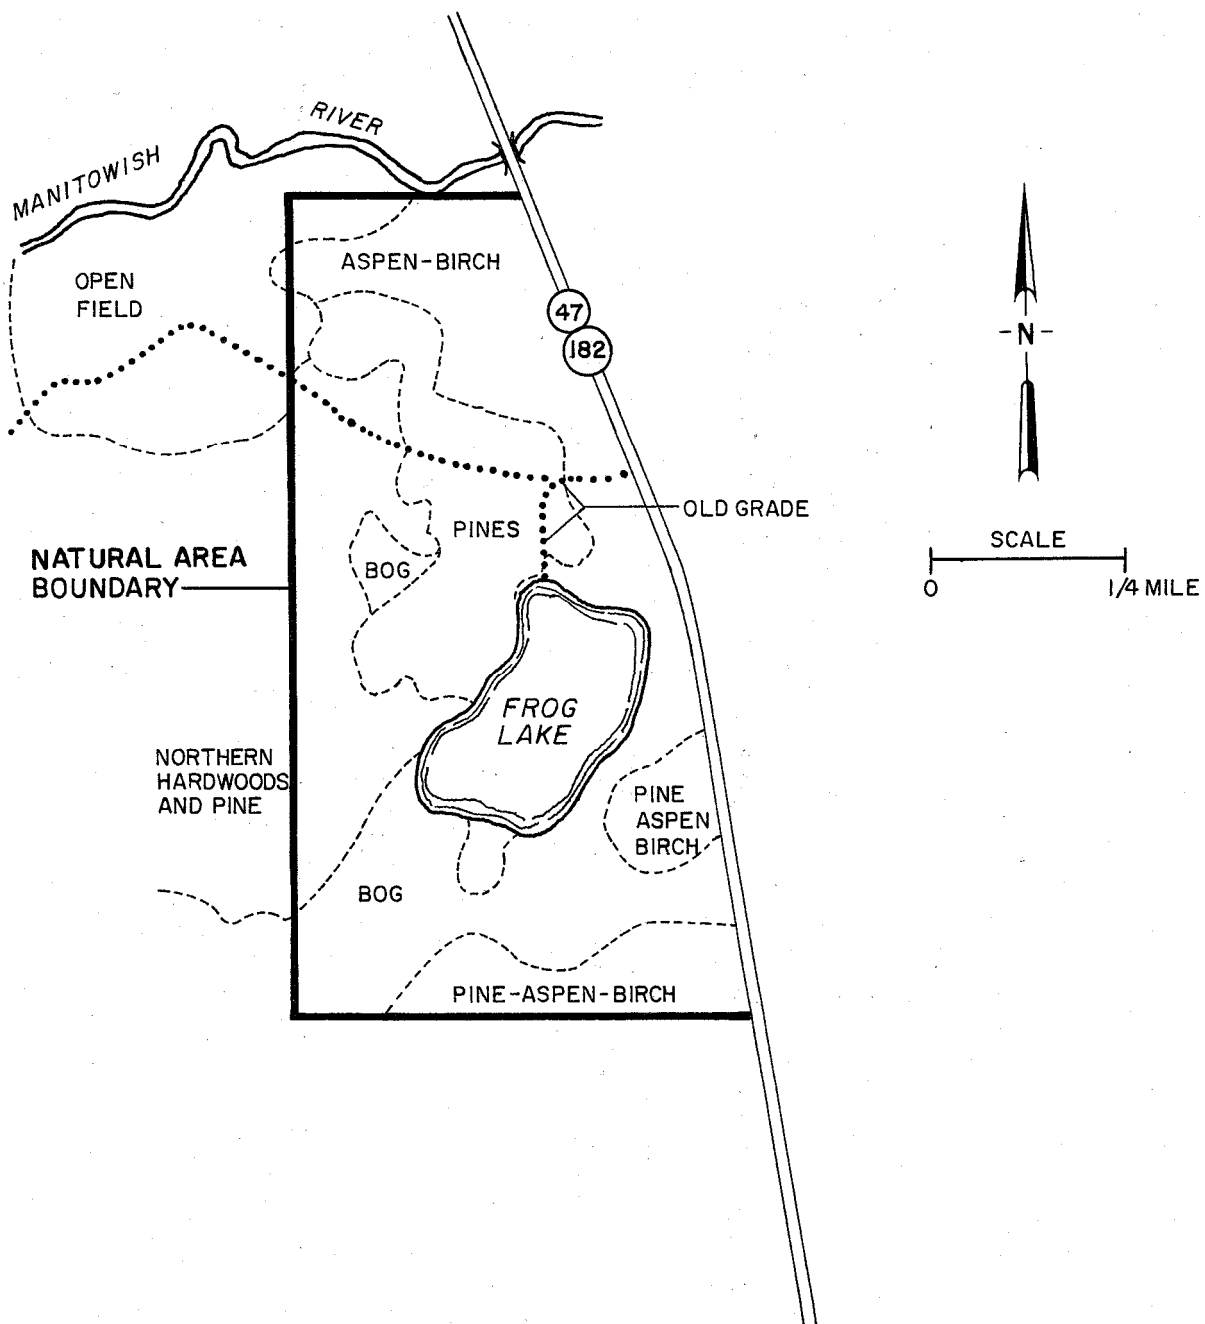 MANITOWISH
RIVER
OPEN
FIELD
ASPEN-BIRCH
47
182
-N-
OLD GRADE
PINES
SCALE
0
1/4 MILE
NATURAL AREA
BOUNDARY
BOG
FROG
LAKE
NORTHERN
HARDWOODS
AND PINE
PINE
ASPEN
BIRCH
BOG
PINE-ASPEN-BIRCH